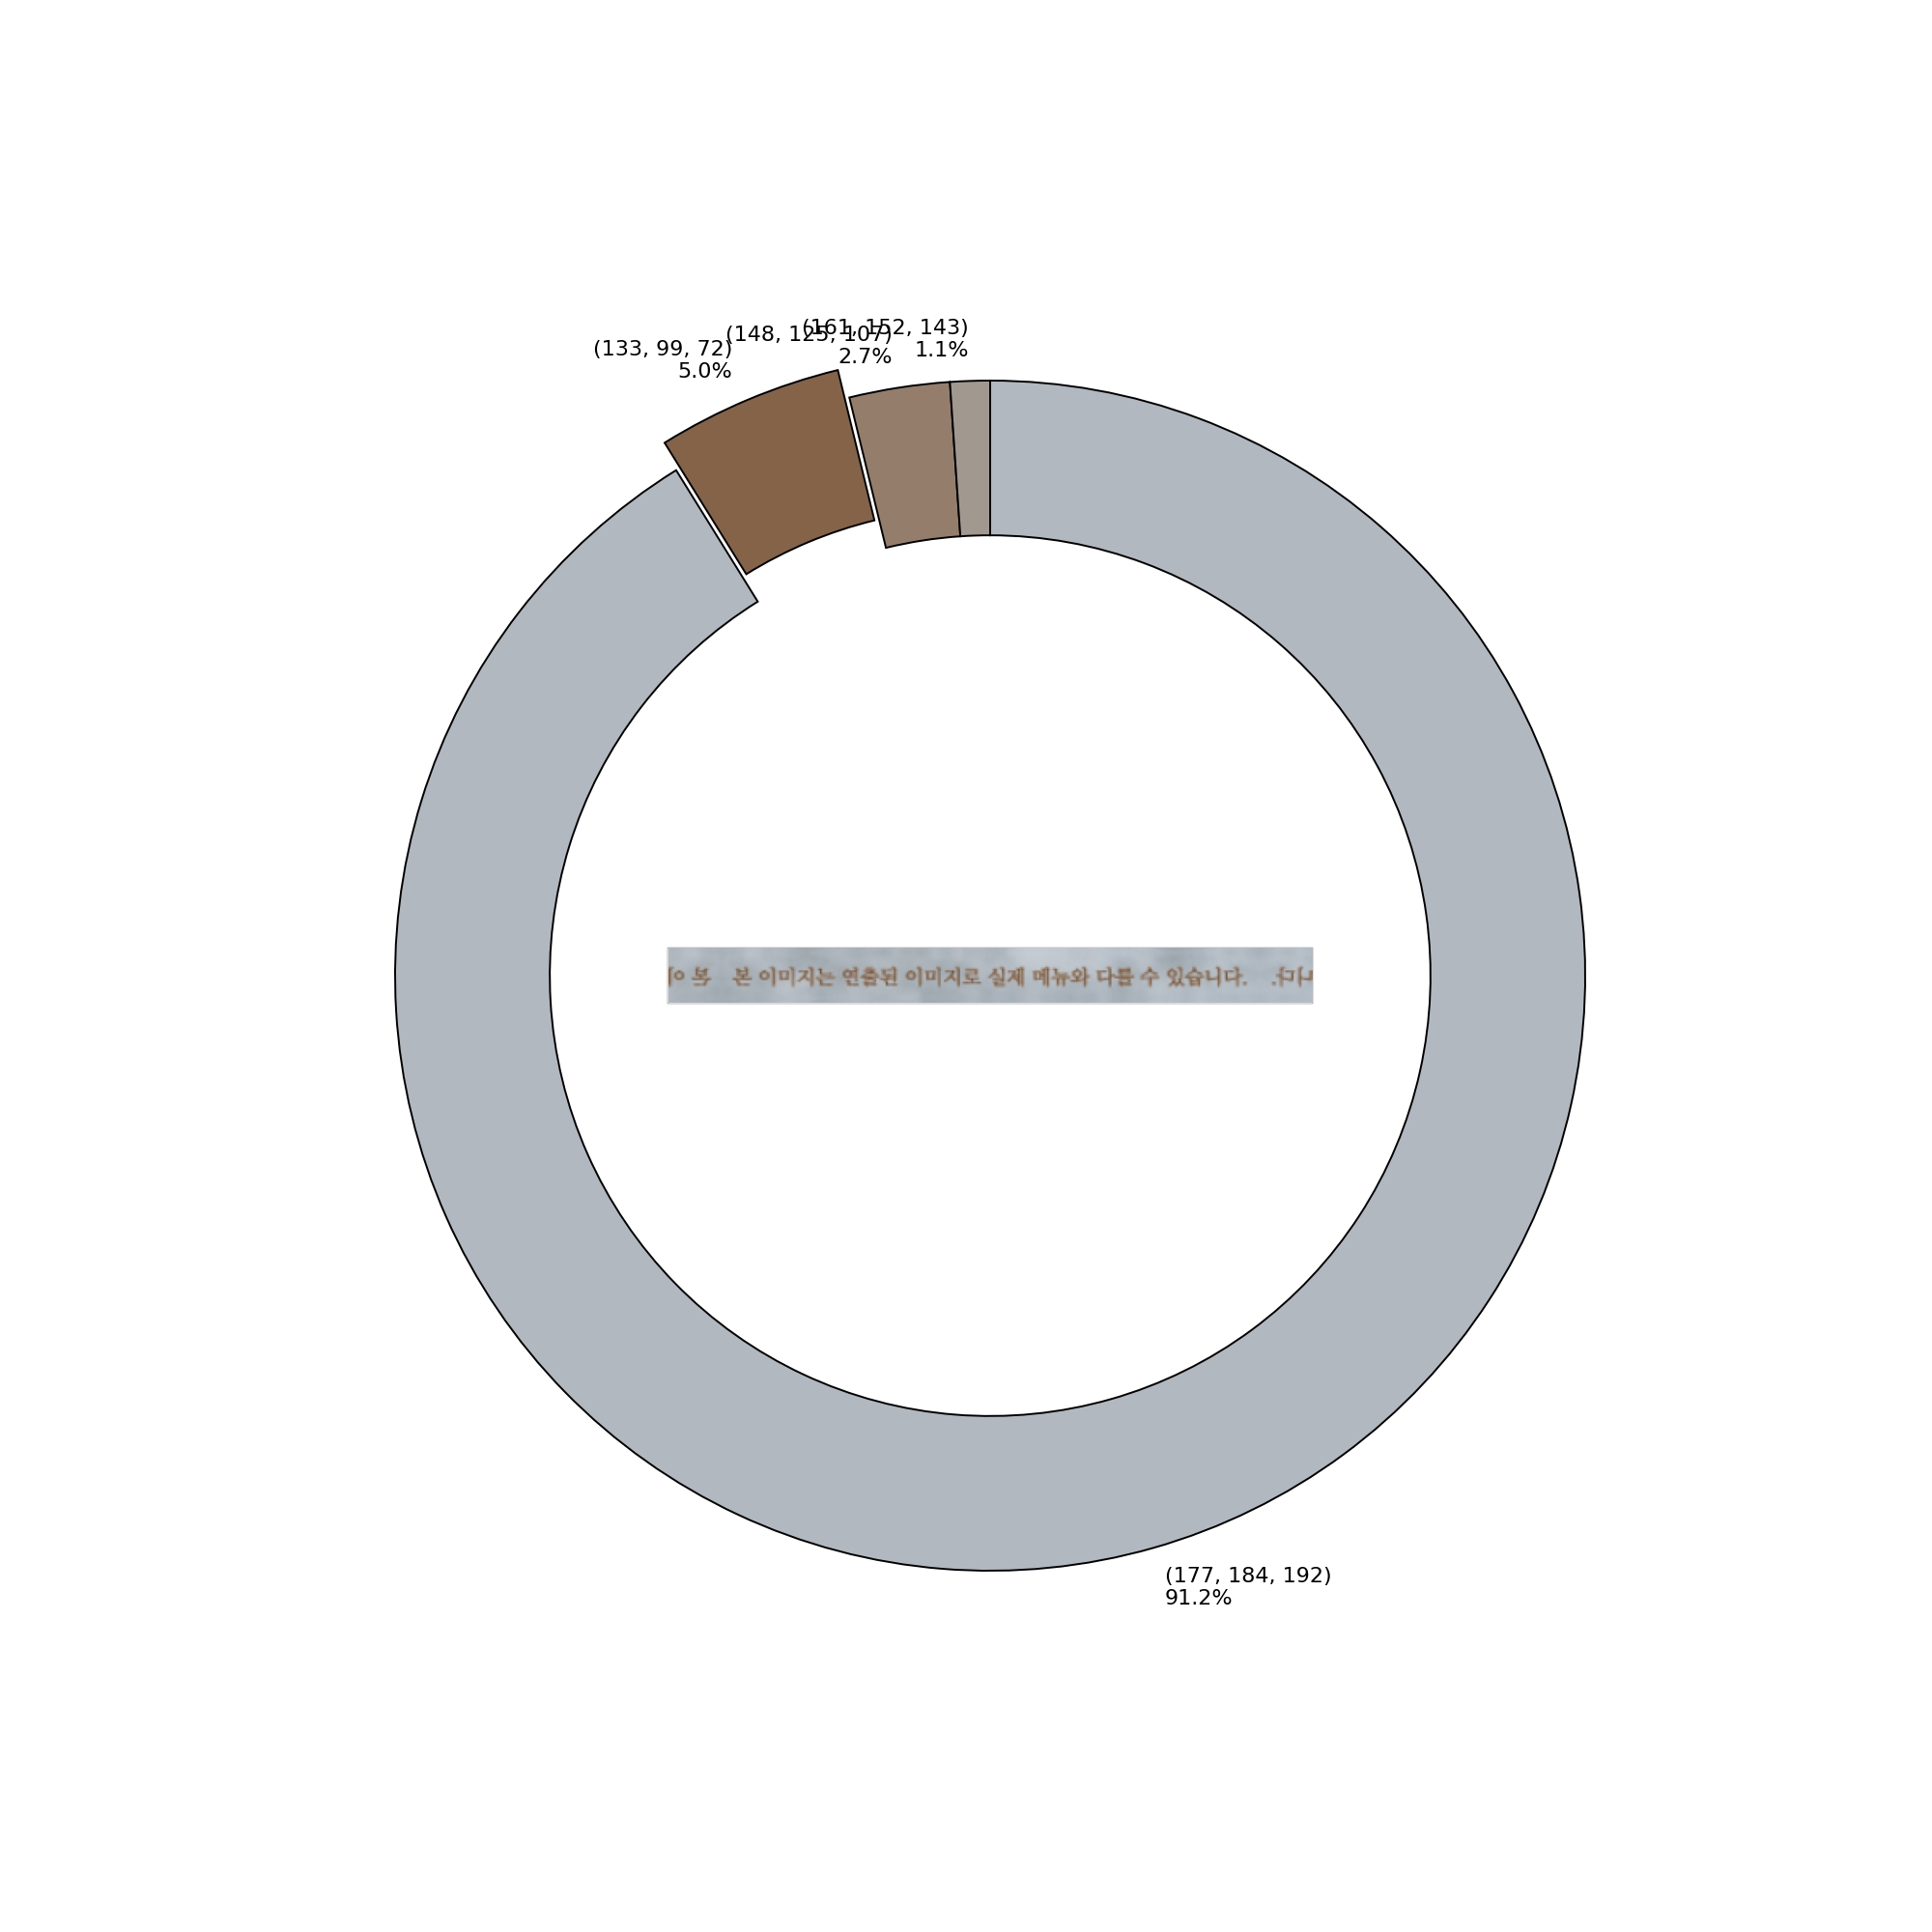 (161, 152, 143)
1.1%
(148, 125, 107)
2.7%
(133, 99, 72)
5.0%
본 이미지는 연출된 이미지로 실제 메뉴와 다를 수 있습니다.
(177, 184, 192)
91.2%